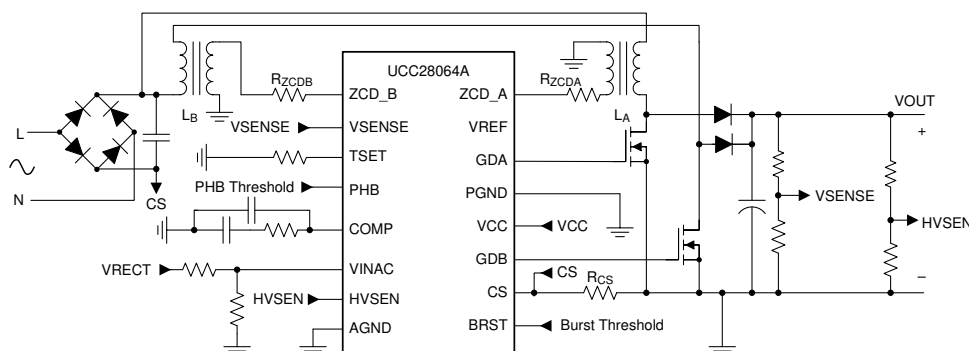 UCC28064A
RZCDB
RZCDA
ZCD_B
ZCD_A
LB
LA
VOUT
L
VSENSE
VSENSE
VREF
+
TSET
GDA
N
CS
PHB Threshold
PHB
PGND
VSENSE
COMP
VCC
VCC
HVSEN
GDB
VRECT
VINAC
CS
RCS
−
HVSEN
HVSEN
CS
AGND
BRST
Burst Threshold